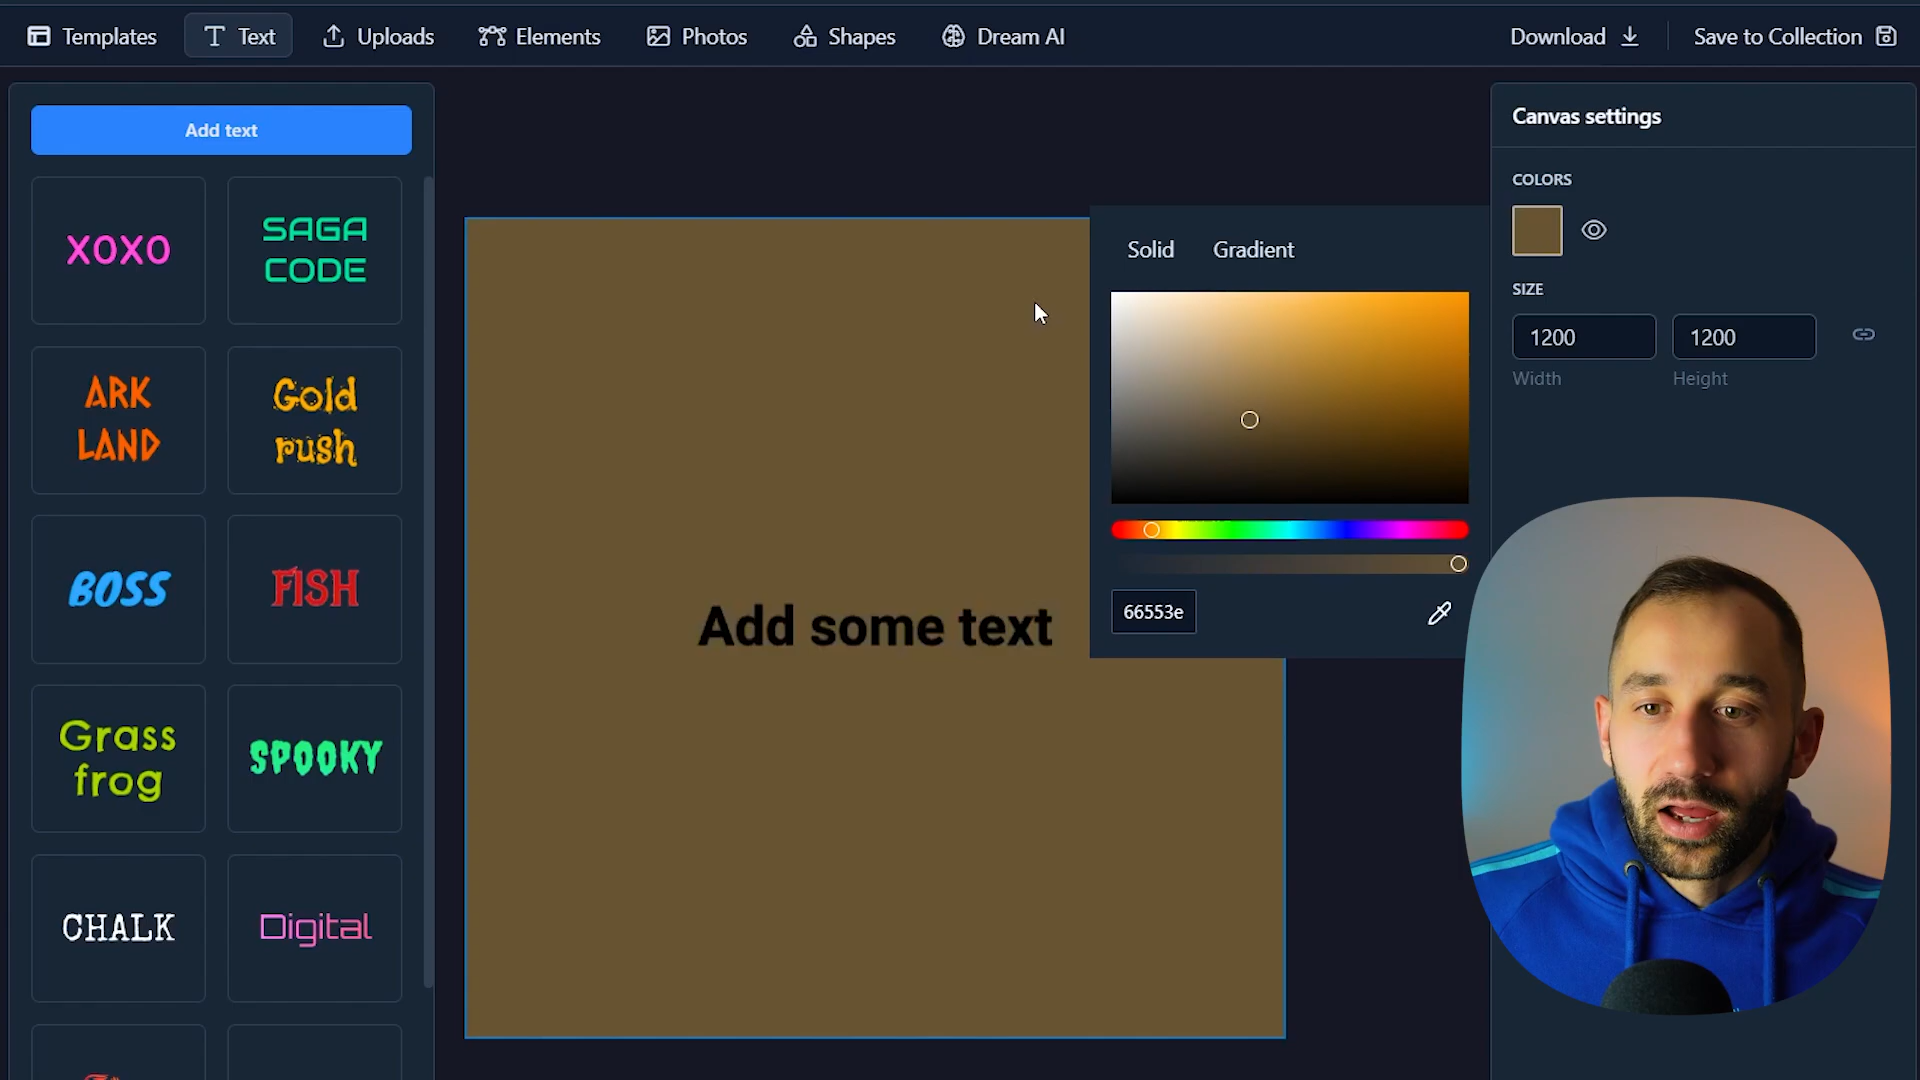 Templates
Text
Uploads
Elements
Photos
Shapes
Dream AI
Download
Save to Collection
Add text
XOXO
SAGA
CODE
ARK
LAND
Gold
rush
BOSS
FISH
Grass
frog
SPOOKY
CHALK
Digital
Add some text
Solid
Gradient
66553e
Canvas settings
COLORS
SIZE
1200
1200
Width
Height